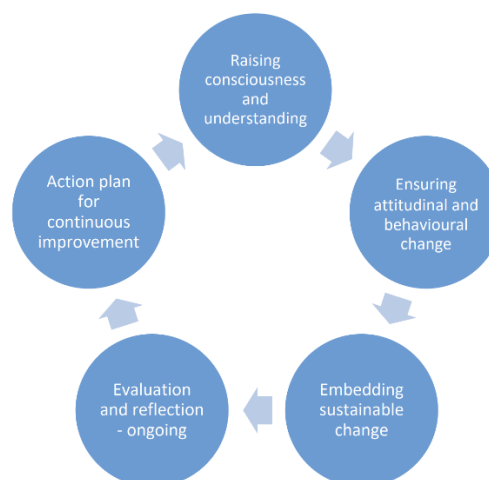 Raising
consciousness
and
understanding
Ensuring
attitudinal and
behavioural
change
Embedding
sustainable
change
Evaluation
and reflection
- ongoing
Action plan
for
continuous
improvement